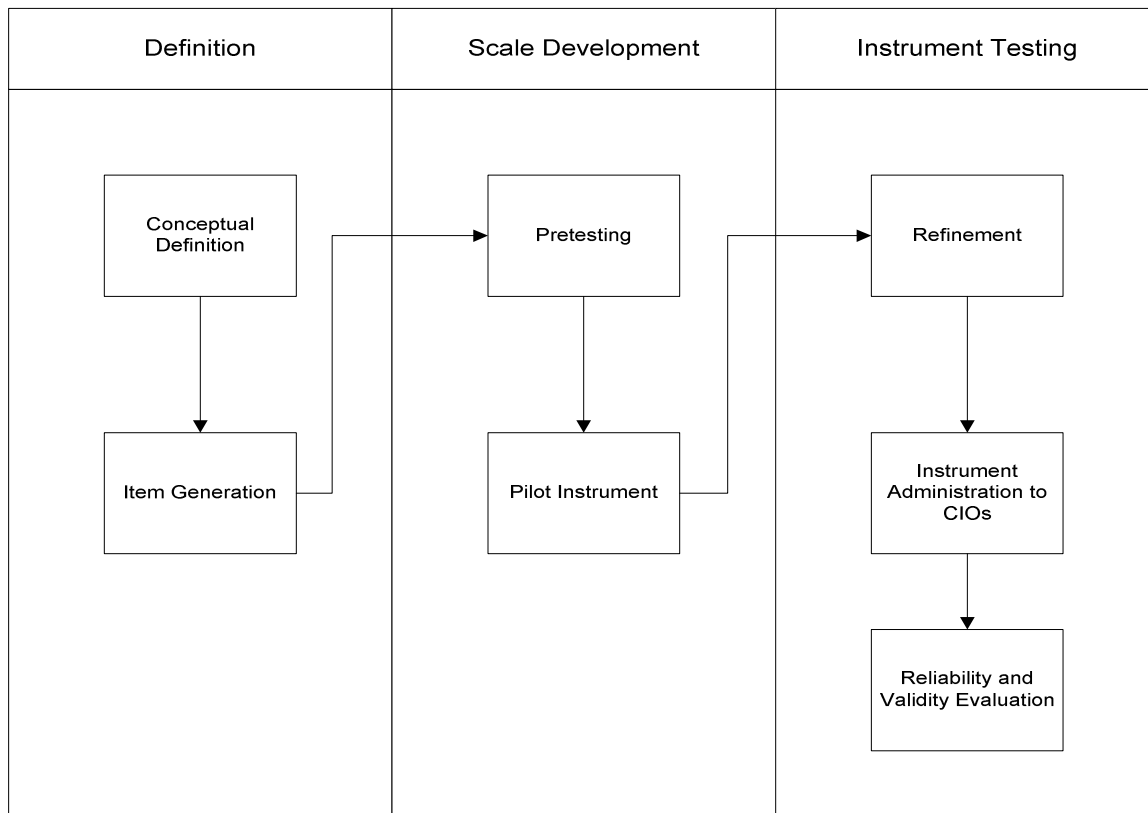 Definition
Scale Development
Instrument Testing
Conceptual
Definition
Item Generation
Pretesting
Pilot Instrument
Refinement
Instrument
Administration to
CIOs
Reliability and
Validity Evaluation